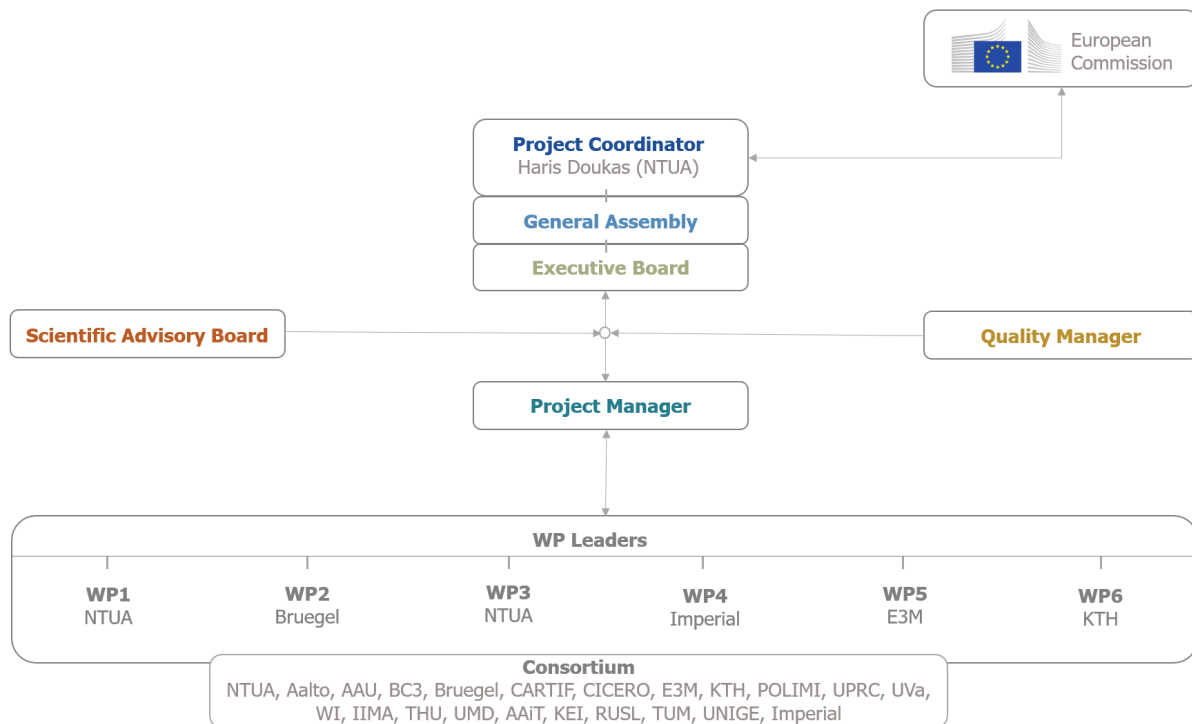 European
Commission
Project Coordinator
Haris Doukas (NTUA)
General Assembly
Executive Board
Scientific Advisory Board
Quality Manager
Project Manager
WP Leaders
WP1
NTUA
WP2
Bruegel
WP3
NTUA
WP4
Imperial
WP5
E3M
WP6
KTH
Consortium
NTUA, Aalto, AAU, BC3, Bruegel, CARTIF, CICERO, E3M, KTH, POLIMI, UPRC, UVa,
WI, IIMA, THU, UMD, AAiT, KEI, RUSL, TUM, UNIGE, Imperial